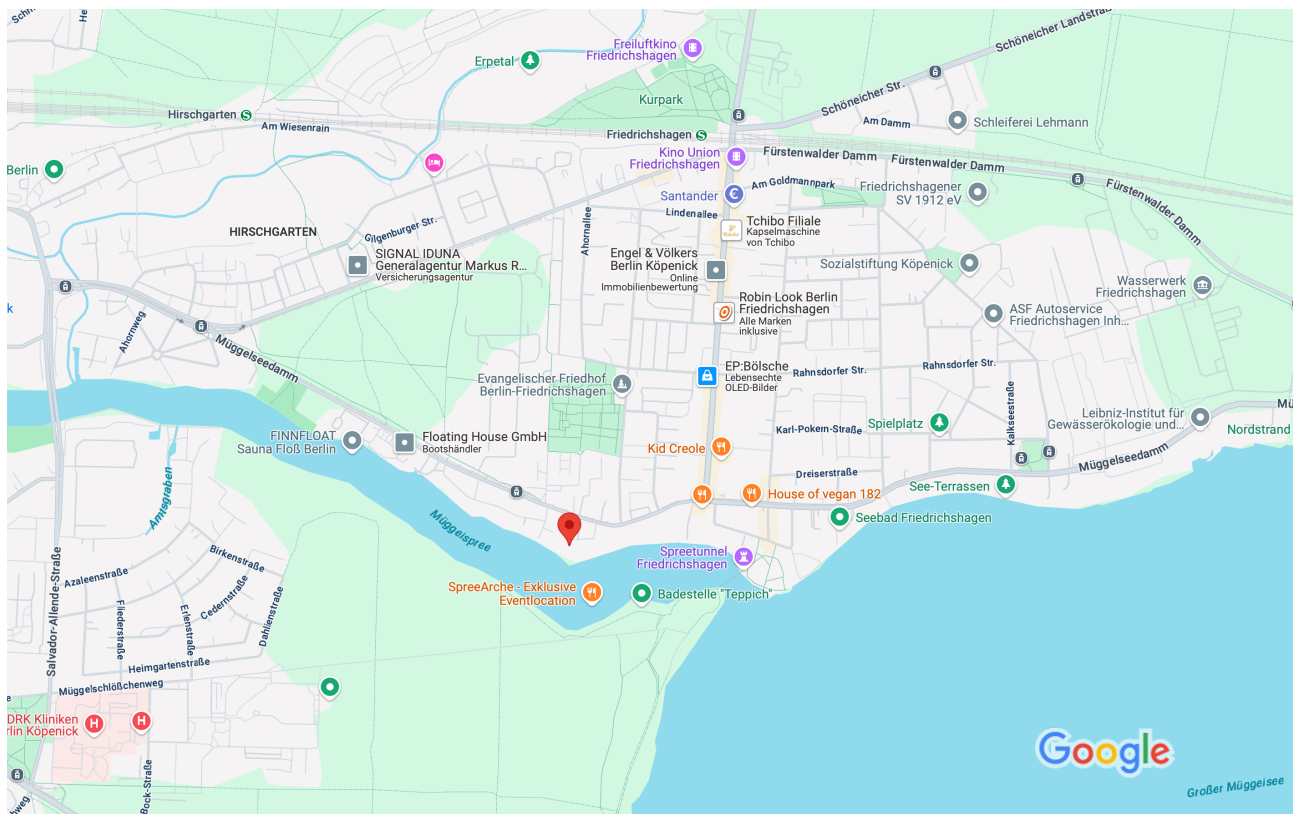 Schn
He
Schöneicher Landstraß
Freiluftkino
Friedrichshagen
Erpetal
Kurpark
Schöneicher Str.
Hirschgarten
Am Wiesenrain
Friedrichshagen
Am Damm
Schleiferei Lehmann
Kino Union
Friedrichshagen
Fürstenwalder Damm
Fürstenwalder Damm
Berlin
Am Goldmannpark
Fürstenwalder Damm
Friedrichshagener
SV 1912 eV
Santander
Lindenallee
Ahornallee
Tchibo Filiale
Kapselmaschine
von Tchibo
Gilgenburger Str.
HIRSCHGARTEN
SIGNAL IDUNA
Generalagentur Markus R...
Versicherungsagentur
Engel & Völkers
Berlin Köpenick
Online
Immobilienbewertung
Sozialstiftung Köpenick
Wasserwerk
Friedrichshagen
k
Ahornweg
Robin Look Berlin
Friedrichshagen
Alle Marken
inklusive
ASF Autoservice
Friedrichshagen Inh...
Müggelseedamm
EP:Bölsche
Lebensechte
OLED-Bilder
Rahnsdorfer Str.
Rahnsdorfer Str.
Evangelischer Friedhof
Berlin-Friedrichshagen
Kalkseestraße
Mü
Leibniz-Institut für
Gewässerökologie und...
Nordstrand
Spielplatz
Karl-Pokern-Straße
FINNFLOAT
Sauna Floß Berlin
Floating House GmbH
Bootshändler
Kid Creole
Müggelseedamm
Dreiserstraße
Amtsgraben
See-Terrassen
House of vegan 182
Müggelspree
Seebad Friedrichshagen
Spreetunnel
Friedrichshagen
Birkenstraße
Azaleenstraße
Salvador-Allende-Straße
Cedernstraße
SpreeArche - Exklusive
Eventlocation
Badestelle "Teppich"
Fliederstraße
Erlenstraße
Dahlienstraße
Heimgartenstraße
Müggelschlößchenweg
e
DRK Kliniken
rlin Köpenick
H
H
Google
Bock-Straße
hweg
Großer Müggelsee